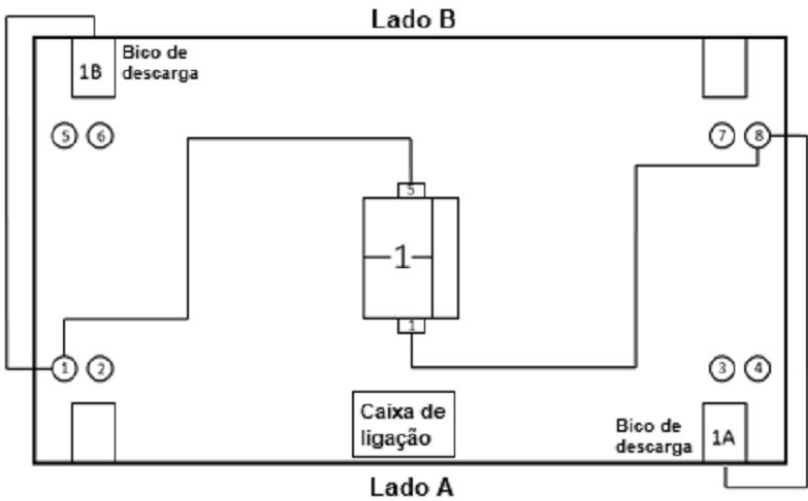 Lado B
1B
Bico de
descarga
5
6
7
8
5
1
1
1
2
3
4
Caixa de
ligação
Bico de
descarga
1A
Lado A